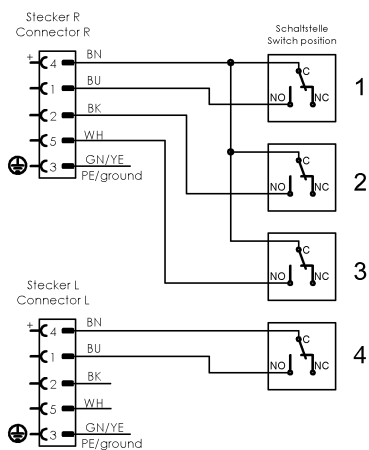 Stecker R
Connector R
Schaltstelle
Switch position
+ 4 BN
1 BU
2 BK
5 WH
3 GN/YE
PE/ground
C
NO NC
1
C
NO NC
2
C
NO NC
3
Stecker L
Connector L
+ 4 BN
1 BU
2 BK
5 WH
3 GN/YE
PE/ground
C
NO NC
4